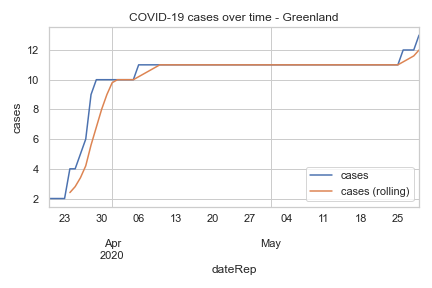 COVID-19 cases over time - Greenland
cases
12
10
8
6
4
2
cases
cases (rolling)
23 30 06 13 20 27 04 11 18 25
Apr May
2020
dateRep